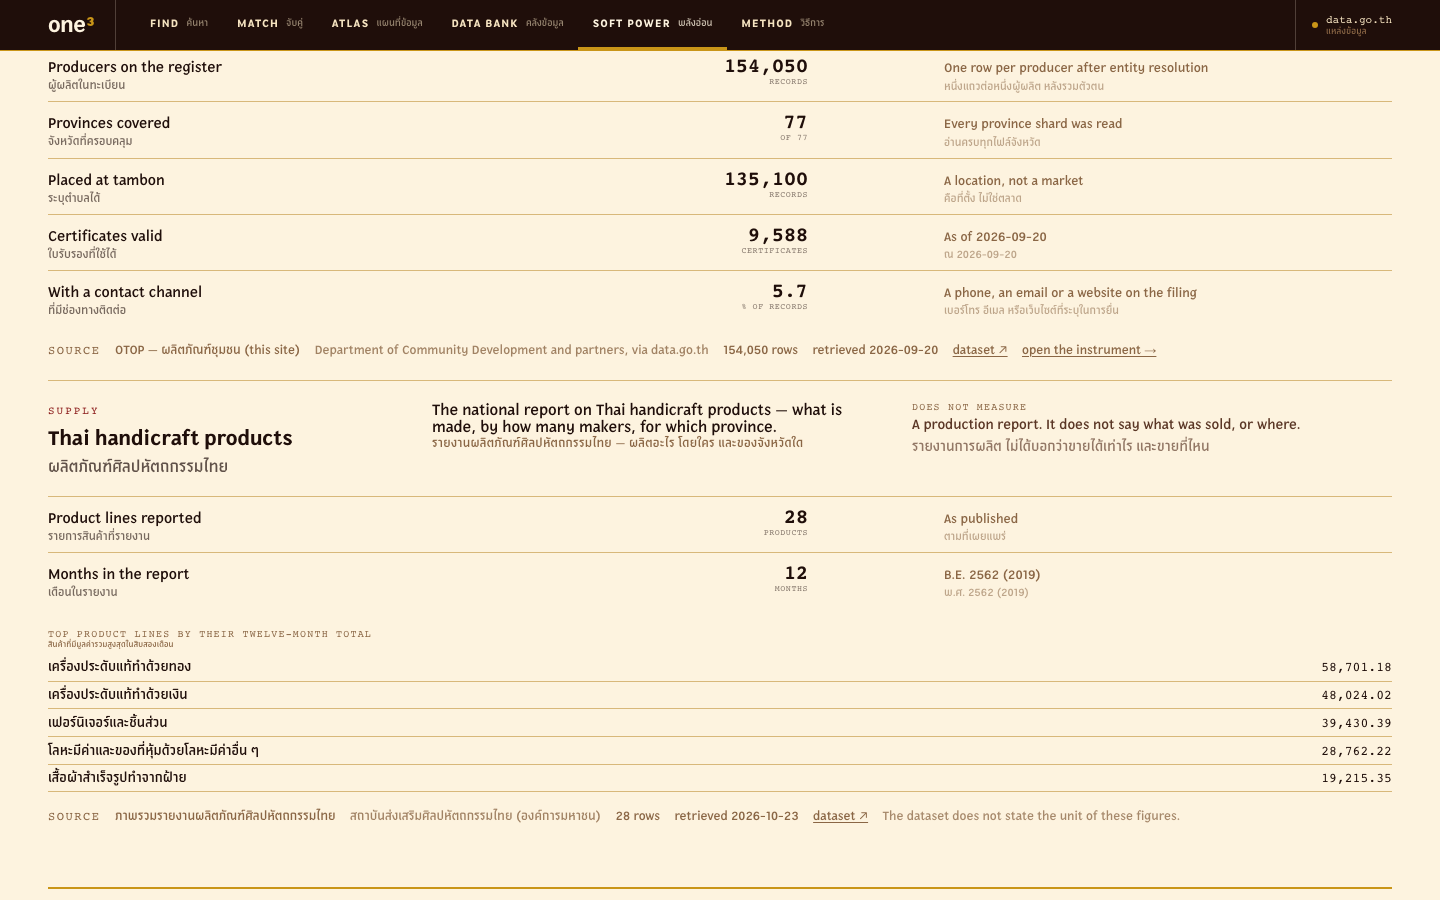 one³
FIND ค้นหา
MATCH จับคู่
ATLAS แผนที่ข้อมูล
DATA BANK คลังข้อมูล
SOFT POWER พลังอ่อน
METHOD วิธีการ
data.go.th
แหล่งข้อมูล
Producers on the register
ผู้ผลิตในทะเบียน
154,050
RECORDS
One row per producer after entity resolution
หนึ่งแถวต่อหนึ่งผู้ผลิต หลังรวมตัวตน
Provinces covered
จังหวัดที่ครอบคลุม
77
OF 77
Every province shard was read
อ่านครบทุกไฟล์จังหวัด
Placed at tambon
ระบุตำบลได้
135,100
RECORDS
A location, not a market
คือที่ตั้ง ไม่ใช่ตลาด
Certificates valid
ใบรับรองที่ใช้ได้
9,588
CERTIFICATES
As of 2026-09-20
ณ 2026-09-20
With a contact channel
ที่มีช่องทางติดต่อ
5.7
% OF RECORDS
A phone, an email or a website on the filing
เบอร์โทร อีเมล หรือเว็บไซต์ที่ระบุในการยื่น
SOURCE OTOP — ผลิตภัณฑ์ชุมชน (this site) Department of Community Development and partners, via data.go.th 154,050 rows retrieved 2026-09-20 dataset ↗ open the instrument →
SUPPLY
Thai handicraft products
ผลิตภัณฑ์ศิลปหัตถกรรมไทย
The national report on Thai handicraft products — what is
made, by how many makers, for which province.
รายงานผลิตภัณฑ์ศิลปหัตถกรรมไทย — ผลิตอะไร โดยใคร และของจังหวัดใด
DOES NOT MEASURE
A production report. It does not say what was sold, or where.
รายงานการผลิต ไม่ได้บอกว่าขายได้เท่าไร และขายที่ไหน
Product lines reported
รายการสินค้าที่รายงาน
28
PRODUCTS
As published
ตามที่เผยแพร่
Months in the report
เดือนในรายงาน
12
MONTHS
B.E. 2562 (2019)
พ.ศ. 2562 (2019)
TOP PRODUCT LINES BY THEIR TWELVE-MONTH TOTAL
สินค้าที่มีมูลค่ารวมสูงสุดในสิบสองเดือน
เครื่องประดับแท้ทำด้วยทอง 58,701.18
เครื่องประดับแท้ทำด้วยเงิน 48,024.02
เฟอร์นิเจอร์และชิ้นส่วน 39,430.39
โลหะมีค่าและของที่หุ้มด้วยโลหะมีค่าอื่น ๆ 28,762.22
เสื้อผ้าสำเร็จรูปทำจากฝ้าย 19,215.35
SOURCE ภาพรวมรายงานผลิตภัณฑ์ศิลปหัตถกรรมไทย สถาบันส่งเสริมศิลปหัตถกรรมไทย (องค์การมหาชน) 28 rows retrieved 2026-10-23 dataset ↗ The dataset does not state the unit of these figures.